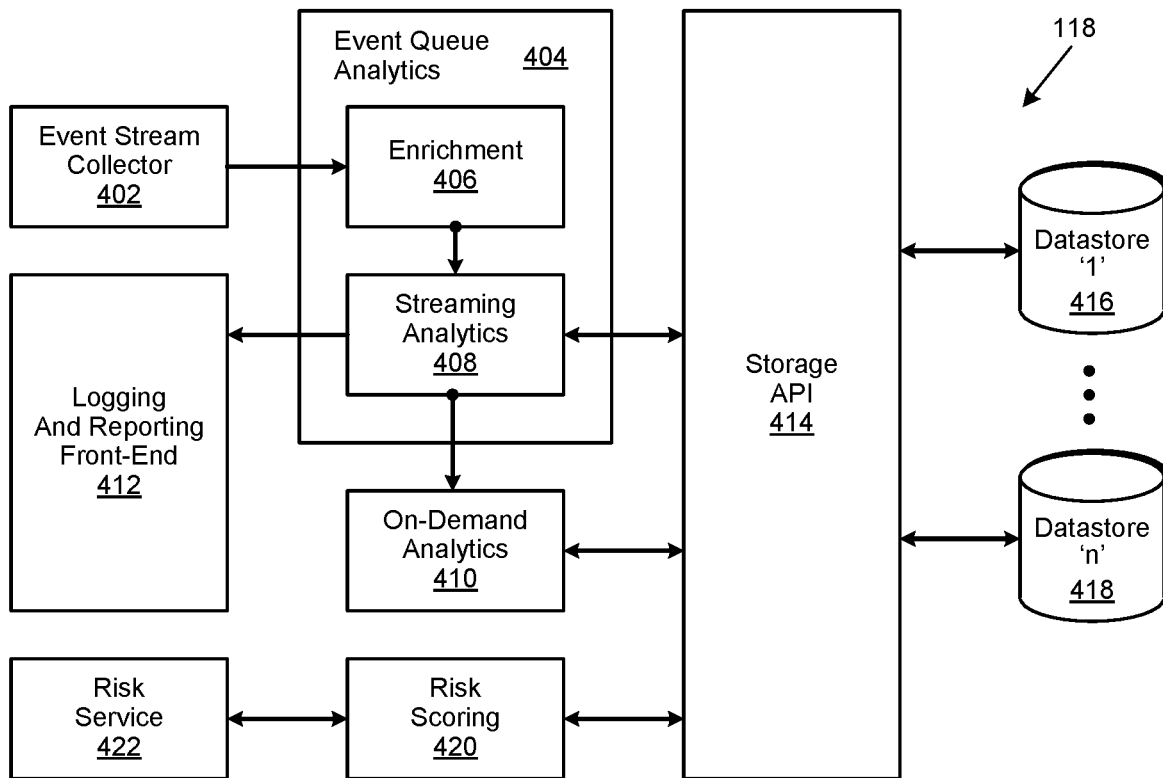 Event Queue
Analytics
404
118
Event Stream
Collector
402
Enrichment
406
Streaming
Analytics
408
Logging
And Reporting
Front-End
412
On-Demand
Analytics
410
Risk
Service
422
Risk
Scoring
420
Storage
API
414
Datastore
‘1’
416
Datastore
‘n’
418